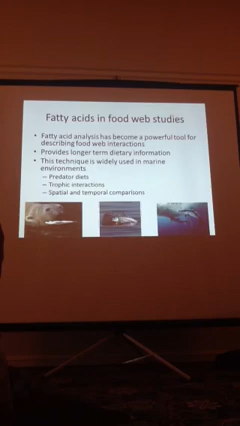 Fatty acids in food web studies
• Fatty acid analysis has become a powerful tool for
describing food web interactions
• Provides longer term dietary information
• This technique is widely used in marine
environments
– Predator diets
– Trophic interactions
– Spatial and temporal comparisons